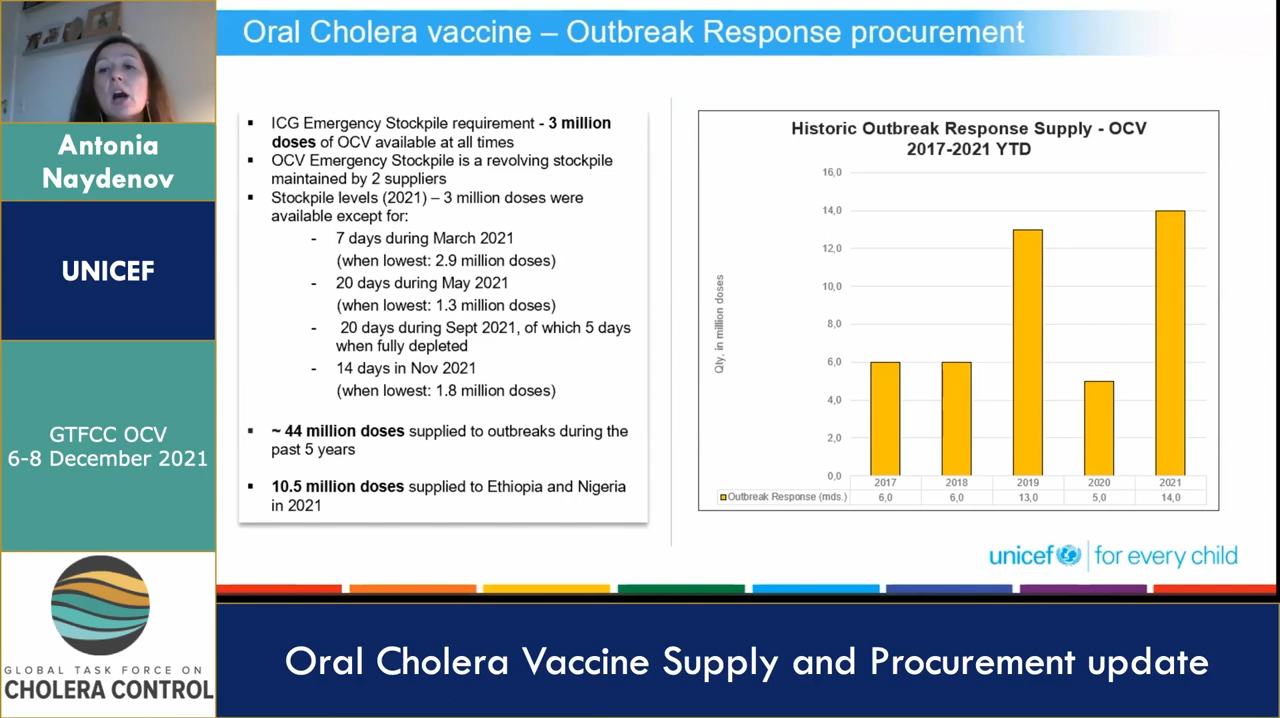 Oral Cholera vaccine – Outbreak Response procurement
Antonia
Naydenov
UNICEF
GTFCC OCV
6-8 December 2021
GLOBAL TASK FORCE ON
CHOLERA CONTROL
▪ ICG Emergency Stockpile requirement - 3 million
doses of OCV available at all times
▪ OCV Emergency Stockpile is a revolving stockpile
maintained by 2 suppliers
▪ Stockpile levels (2021) – 3 million doses were
available except for:
- 7 days during March 2021
(when lowest: 2.9 million doses)
- 20 days during May 2021
(when lowest: 1.3 million doses)
- 20 days during Sept 2021, of which 5 days
when fully depleted
- 14 days in Nov 2021
(when lowest: 1.8 million doses)
▪ ~ 44 million doses supplied to outbreaks during the
past 5 years
▪ 10.5 million doses supplied to Ethiopia and Nigeria
in 2021
Historic Outbreak Response Supply - OCV
2017-2021 YTD
Qty, in million doses
16,0
14,0
12,0
10,0
8,0
6,0
4,0
2,0
0,0
2017 2018 2019 2020 2021
Outbreak Response (mds.) 6,0 6,0 13,0 5,0 14,0
unicef for every child
Oral Cholera Vaccine Supply and Procurement update